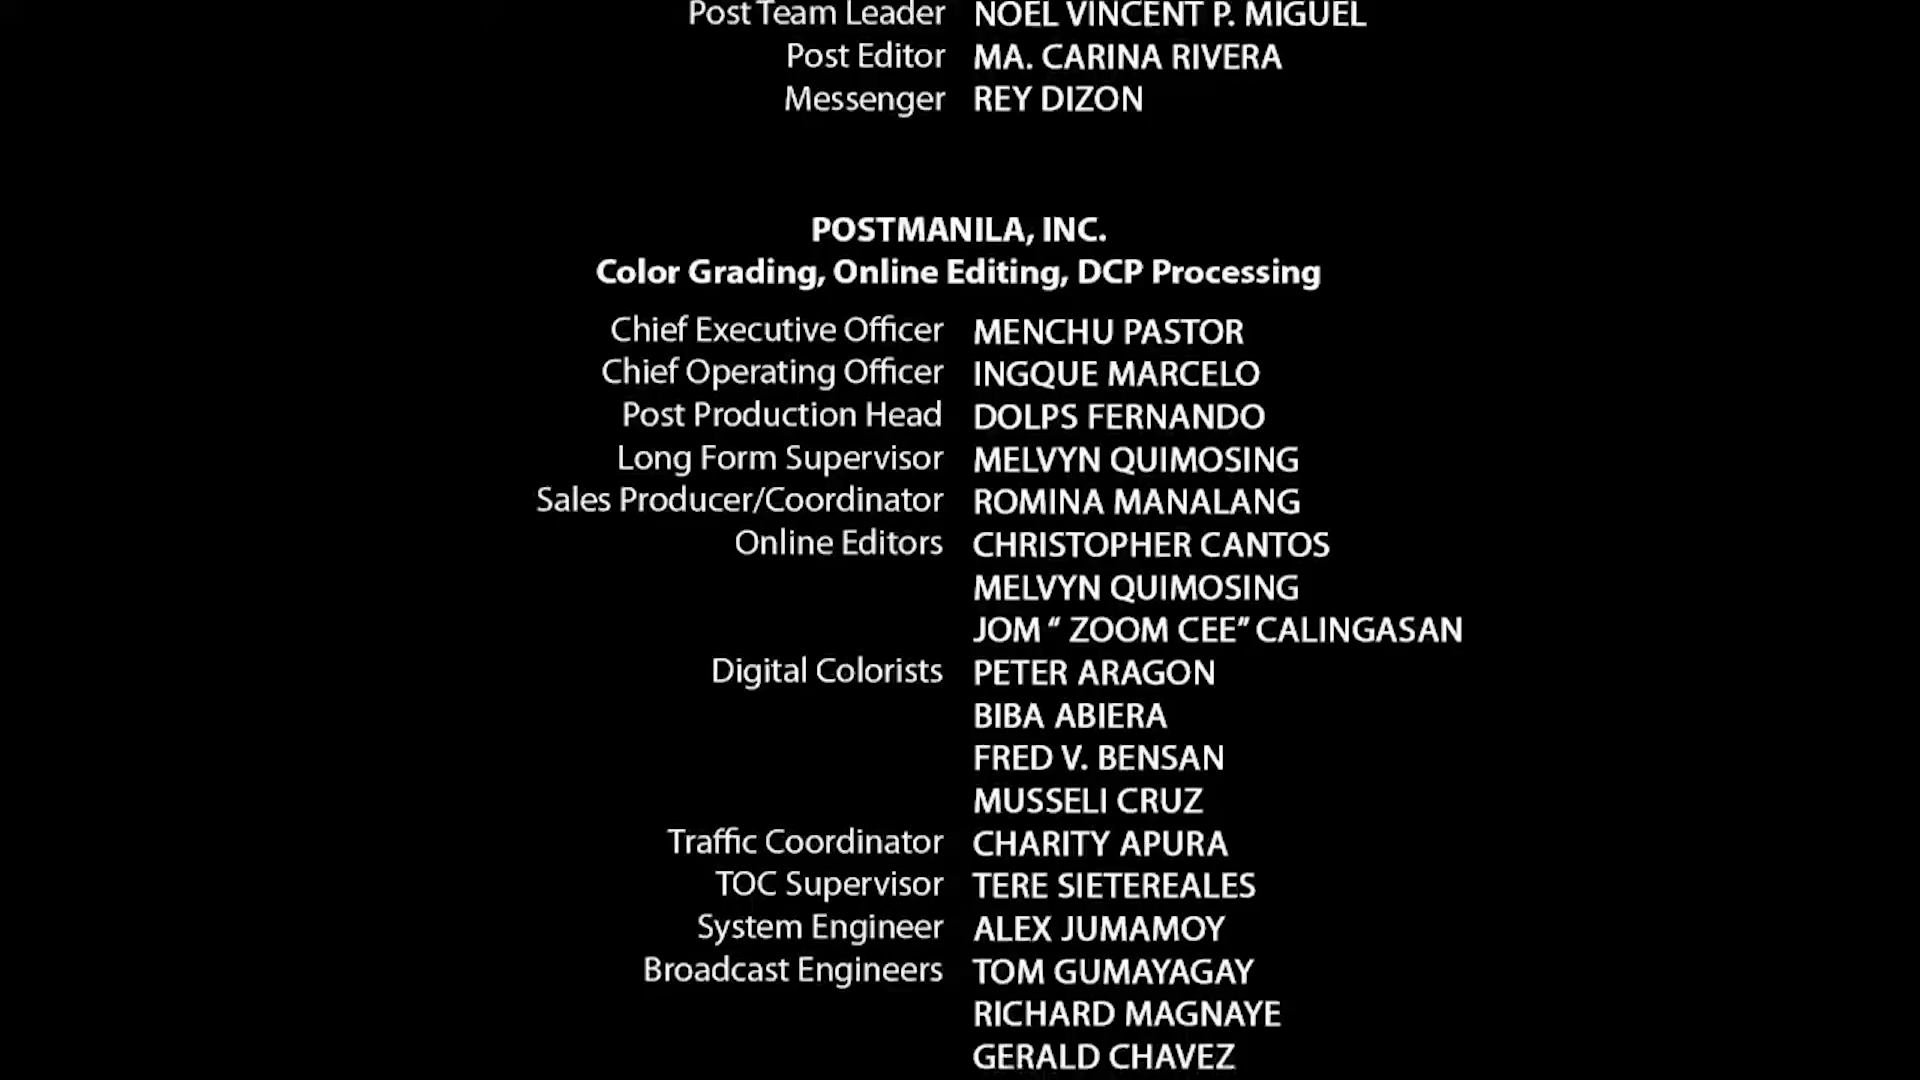 Post Team Leader NOEL VINCENT P. MIGUEL
Post Editor MA. CARINA RIVERA
Messenger REY DIZON
POSTMANILA, INC.
Color Grading, Online Editing, DCP Processing
Chief Executive Officer MENCHU PASTOR
Chief Operating Officer INGQUE MARCELO
Post Production Head DOLPS FERNANDO
Long Form Supervisor MELVYN QUIMOSING
Sales Producer/Coordinator ROMINA MANALANG
Online Editors CHRISTOPHER CANTOS
MELVYN QUIMOSING
JOM “ ZOOM CEE” CALINGASAN
Digital Colorists PETER ARAGON
BIBA ABIERA
FRED V. BENSAN
MUSSELI CRUZ
Traffic Coordinator CHARITY APURA
TOC Supervisor TERE SIETEREALES
System Engineer ALEX JUMAMOY
Broadcast Engineers TOM GUMAYAGAY
RICHARD MAGNAYE
GERALD CHAVEZ